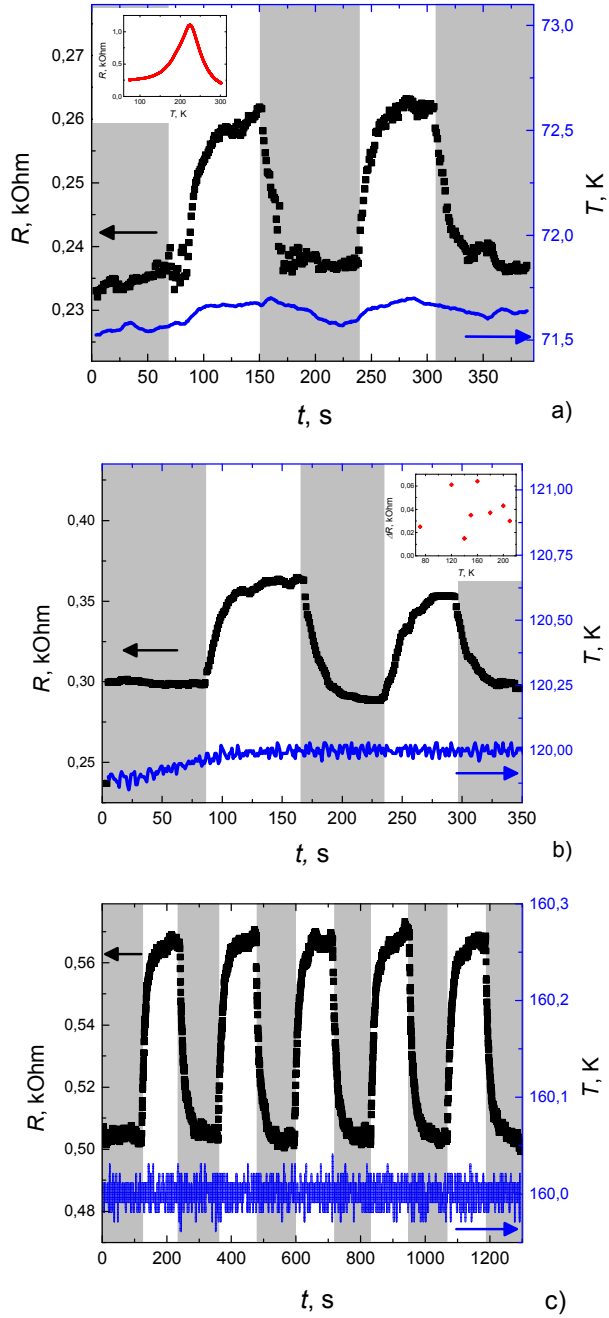 0,27
0,26
0,25
0,24
0,23
R, kOhm
1,0
0,5
0,0
R, kOhm
100 200 300
T, K
73,0
72,5
72,0
71,5
T, K
0 50 100 150 200 250 300 350
t, s
a)
0,40
0,35
0,30
0,25
R, kOhm
0.06
0.04
0.02
0.00
ΔR, kOhm
80 120 160 200
T, K
121,00
120,75
120,50
120,25
120,00
T, K
0 50 100 150 200 250 300 350
t, s
b)
0,56
0,54
0,52
0,50
0,48
R, kOhm
160,3
160,2
160,1
160,0
T, K
0 200 400 600 800 1000 1200
t, s
c)